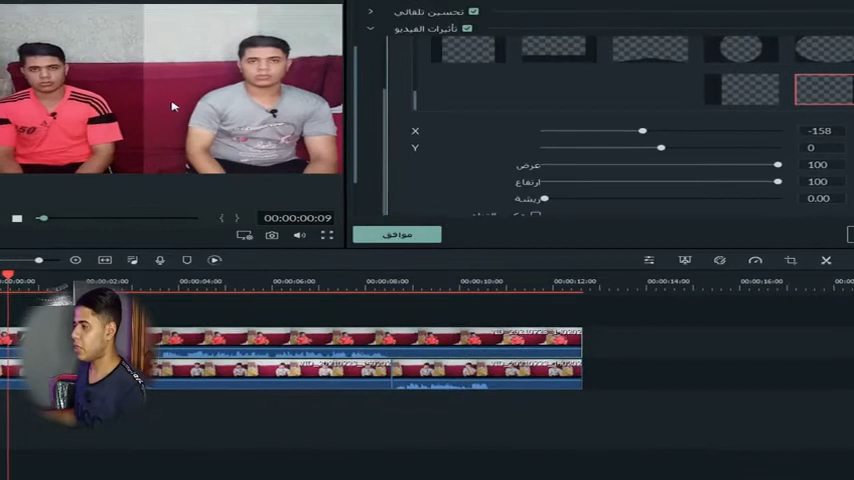 تحسين تلقائي
تأثيرات الفيديو
X -158
Y 0
عرض 100
ارتفاع 100
ريشة 0.00
موافق
00:00:00:09
00:00:02:00 00:00:04:00 00:00:06:00 00:00:08:00 00:00:10:00 00:00:12:00 00:00:14:00 00:00:16:00